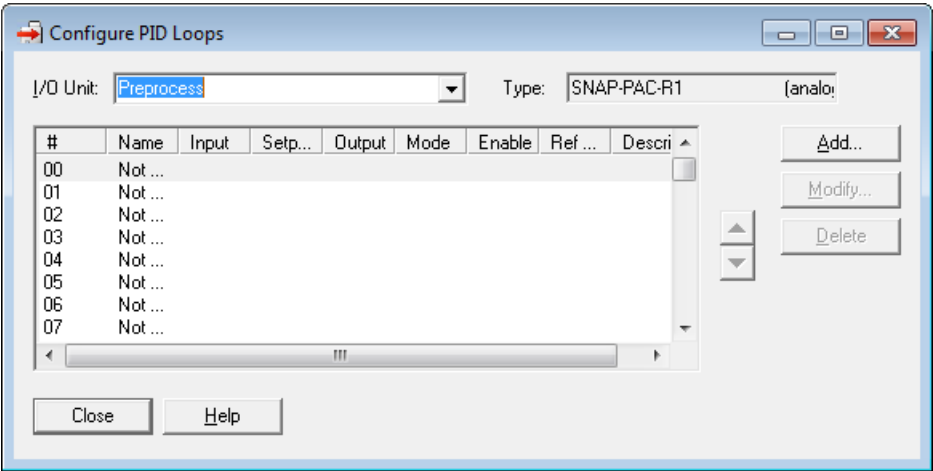 Configure PID Loops
I/O Unit: Preprocess Type: SNAP-PAC-R1 (analo
# Name Input Setp... Output Mode Enable Ref ... Descri
00 Not ...
01 Not ...
02 Not ...
03 Not ...
04 Not ...
05 Not ...
06 Not ...
07 Not ...
Add...
Modify...
Delete
Close Help